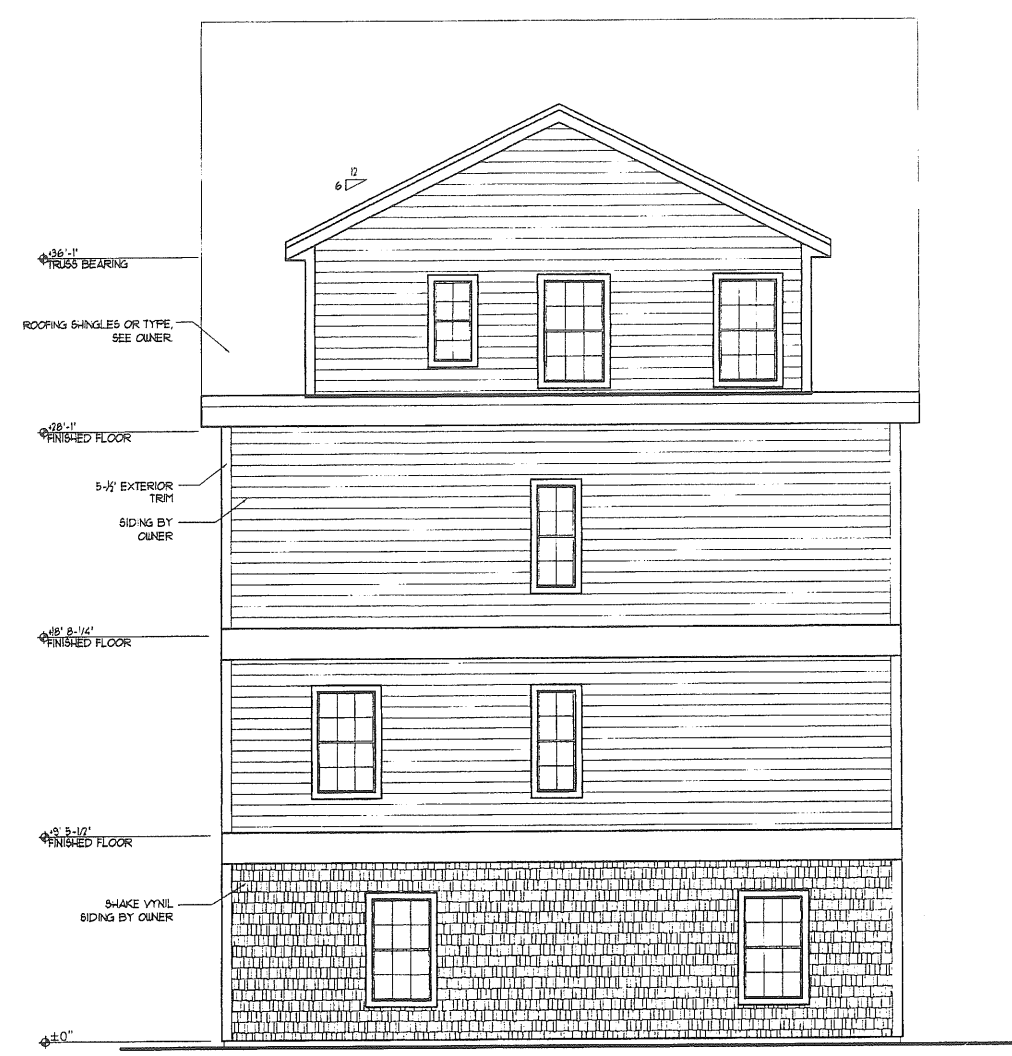 12
6
+36'-1"
TRUSS BEARING
ROOFING SHINGLES OR TYPE,
SEE OWNER.
+28'-1"
FINISHED FLOOR
5-½" EXTERIOR
TRIM
SIDING BY
OWNER
+18' 8-1/4"
FINISHED FLOOR
+9' 5-1/2"
FINISHED FLOOR
SHAKE VYNIL
SIDING BY OWNER
±0"